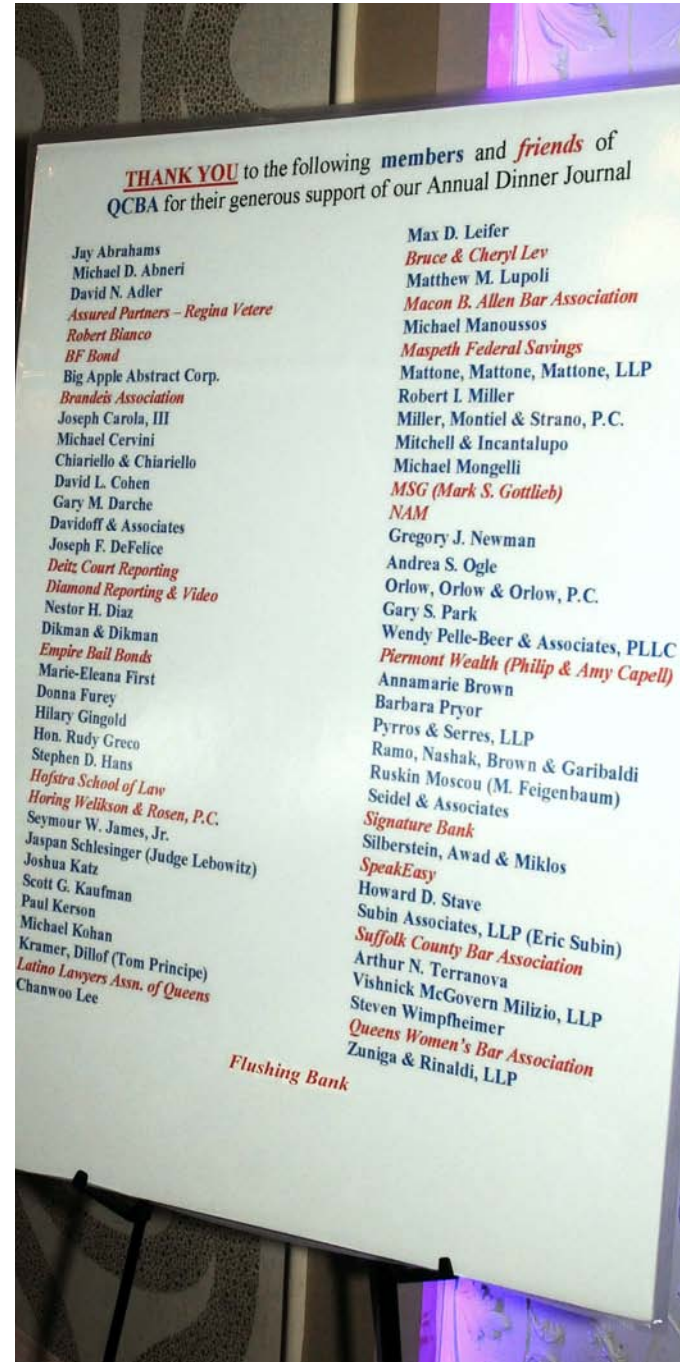 THANK YOU to the following members and friends of
QCBA for their generous support of our Annual Dinner Journal
Jay Abrahams
Michael D. Abneri
David N. Adler
Assured Partners – Regina Vetere
Robert Bianco
BF Bond
Big Apple Abstract Corp.
Brandeis Association
Joseph Carola, III
Michael Cervini
Chiariello & Chiariello
David L. Cohen
Gary M. Darche
Davidoff & Associates
Joseph F. DeFelice
Deitz Court Reporting
Diamond Reporting & Video
Nestor H. Diaz
Dikman & Dikman
Empire Bail Bonds
Marie-Eleana First
Donna Furey
Hilary Gingold
Hon. Rudy Greco
Stephen D. Hans
Hofstra School of Law
Horing Welikson & Rosen, P.C.
Seymour W. James, Jr.
Jaspan Schlesinger (Judge Lebowitz)
Joshua Katz
Scott G. Kaufman
Paul Kerson
Michael Kohan
Kramer, Dillof (Tom Principe)
Latino Lawyers Assn. of Queens
Chanwoo Lee
Max D. Leifer
Bruce & Cheryl Lev
Matthew M. Lupoli
Macon B. Allen Bar Association
Michael Manoussos
Maspeth Federal Savings
Mattone, Mattone, Mattone, LLP
Robert I. Miller
Miller, Montiel & Strano, P.C.
Mitchell & Incantalupo
Michael Mongelli
MSG (Mark S. Gottlieb)
NAM
Gregory J. Newman
Andrea S. Ogle
Orlow, Orlow & Orlow, P.C.
Gary S. Park
Wendy Pelle-Beer & Associates, PLLC
Piermont Wealth (Philip & Amy Capell)
Annamarie Brown
Barbara Pryor
Pyrros & Serres, LLP
Ramo, Nashak, Brown & Garibaldi
Ruskin Moscou (M. Feigenbaum)
Seidel & Associates
Signature Bank
Silberstein, Awad & Miklos
SpeakEasy
Howard D. Stave
Subin Associates, LLP (Eric Subin)
Suffolk County Bar Association
Arthur N. Terranova
Vishnick McGovern Milizio, LLP
Steven Wimpfheimer
Queens Women's Bar Association
Zuniga & Rinaldi, LLP
Flushing Bank